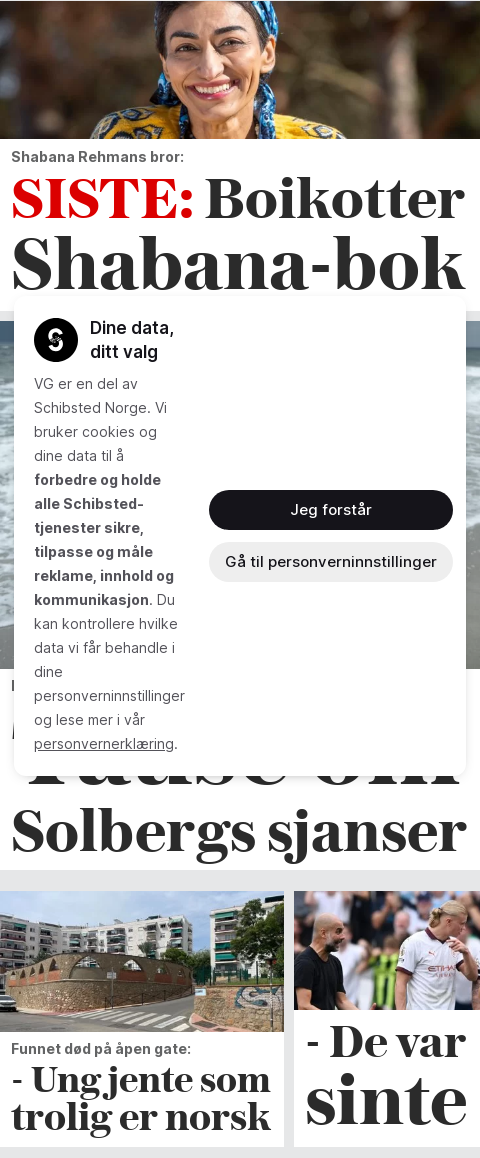 Shabana Rehmans bror:
SISTE: Boikotter
Shabana-bok
Dine data,
ditt valg
VG er en del av
Schibsted Norge. Vi
bruker cookies og
dine data til å
forbedre og holde
alle Schibsted-
tjenester sikre,
tilpasse og måle
reklame, innhold og
kommunikasjon. Du
kan kontrollere hvilke
data vi får behandle i
dine
personverninnstillinger
og lese mer i vår
personvernerklæring.
Jeg forstår
Gå til personverninnstillinger
Solbergs sjanser
Funnet død på åpen gate:
- Ung jente som
trolig er norsk
- De var
sinte